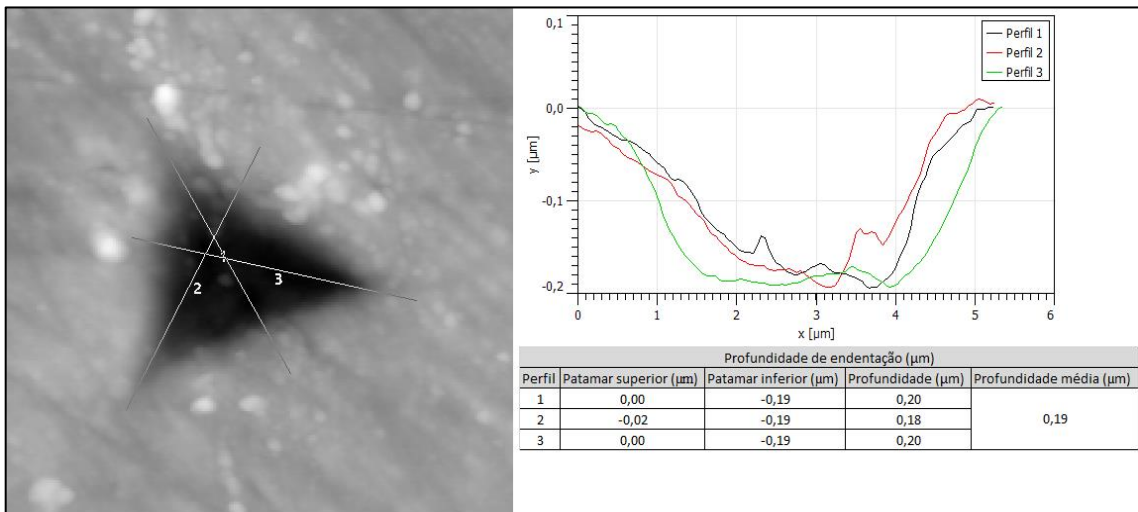 2
3
0,1
0,0
-0,1
-0,2
y [µm]
0 1 2 3 4 5 6
x [µm]
Perfil 1
Perfil 2
Perfil 3
Profundidade de endentação (µm)
Perfil Patamar superior (µm) Patamar inferior (µm) Profundidade (µm) Profundidade média (µm)
1 0,00 -0,19 0,20 0,19
2 -0,02 -0,19 0,18
3 0,00 -0,19 0,20